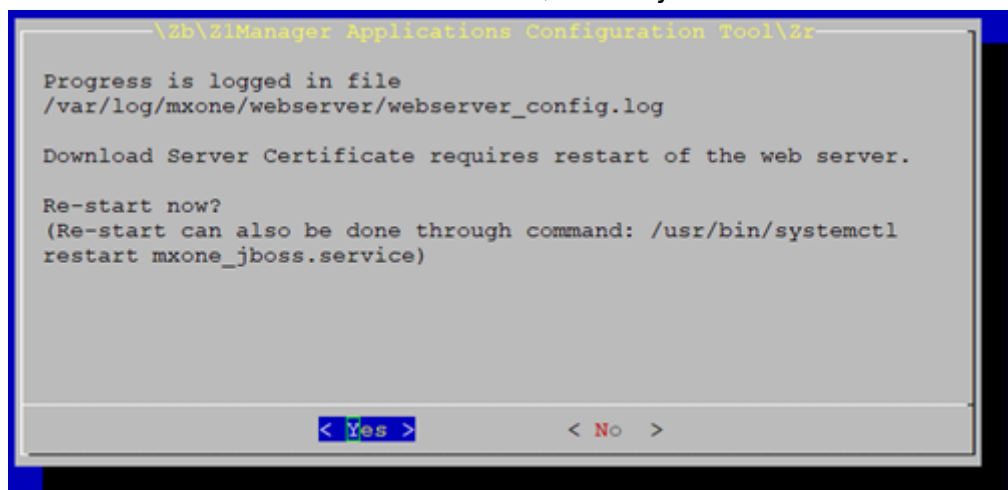 \Zb\Z1Manager Applications Configuration Tool\Zr
Progress is logged in file
/var/log/mxone/webserver/webserver_config.log
Download Server Certificate requires restart of the web server.
Re-start now?
(Re-start can also be done through command: /usr/bin/systemctl
restart mxone_jboss.service)
< Yes > < No >